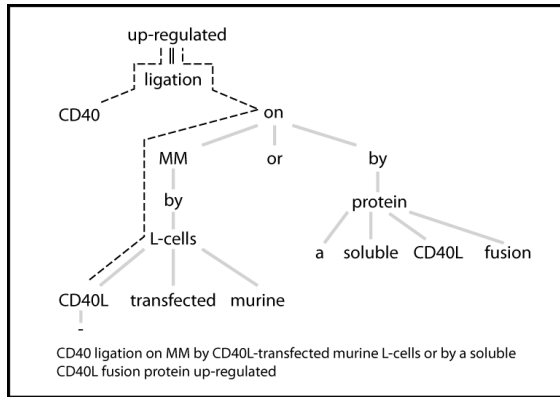 up-regulated
ligation
CD40
on
MM or by
by
protein
L-cells
a soluble CD40L fusion
CD40L transfected murine
-
CD40 ligation on MM by CD40L-transfected murine L-cells or by a soluble
CD40L fusion protein up-regulated